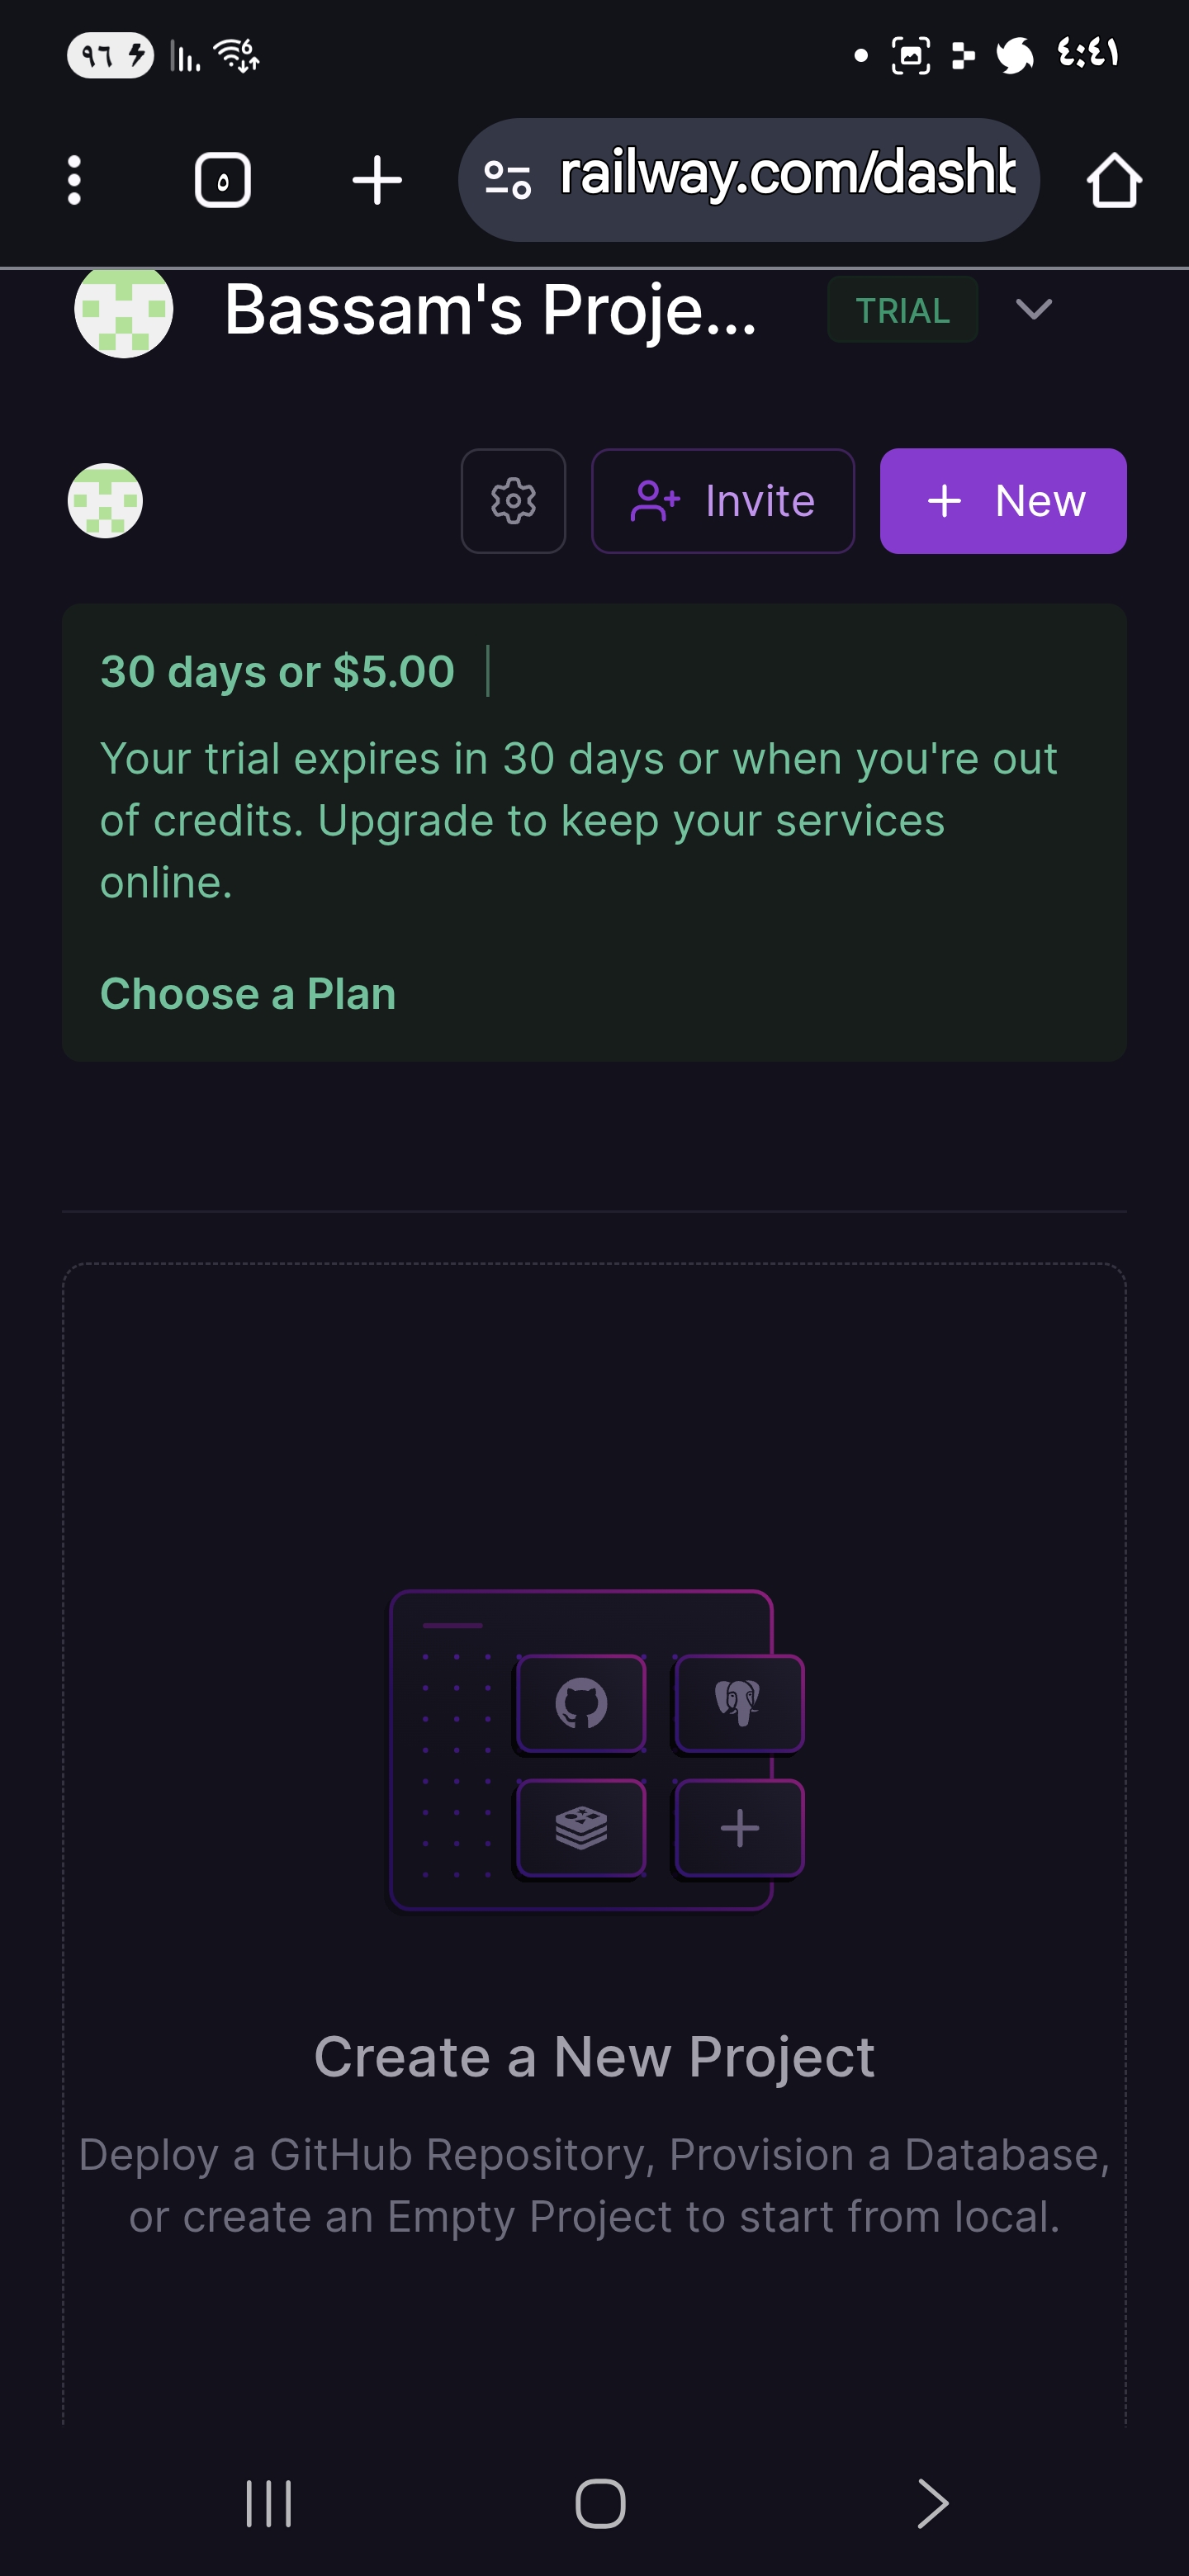 ٩٦
6
٤:٤١
٥
railway.com/dashb
Bassam's Proje...
TRIAL
Invite
New
30 days or $5.00
Your trial expires in 30 days or when you're out
of credits. Upgrade to keep your services
online.
Choose a Plan
Create a New Project
Deploy a GitHub Repository, Provision a Database,
or create an Empty Project to start from local.